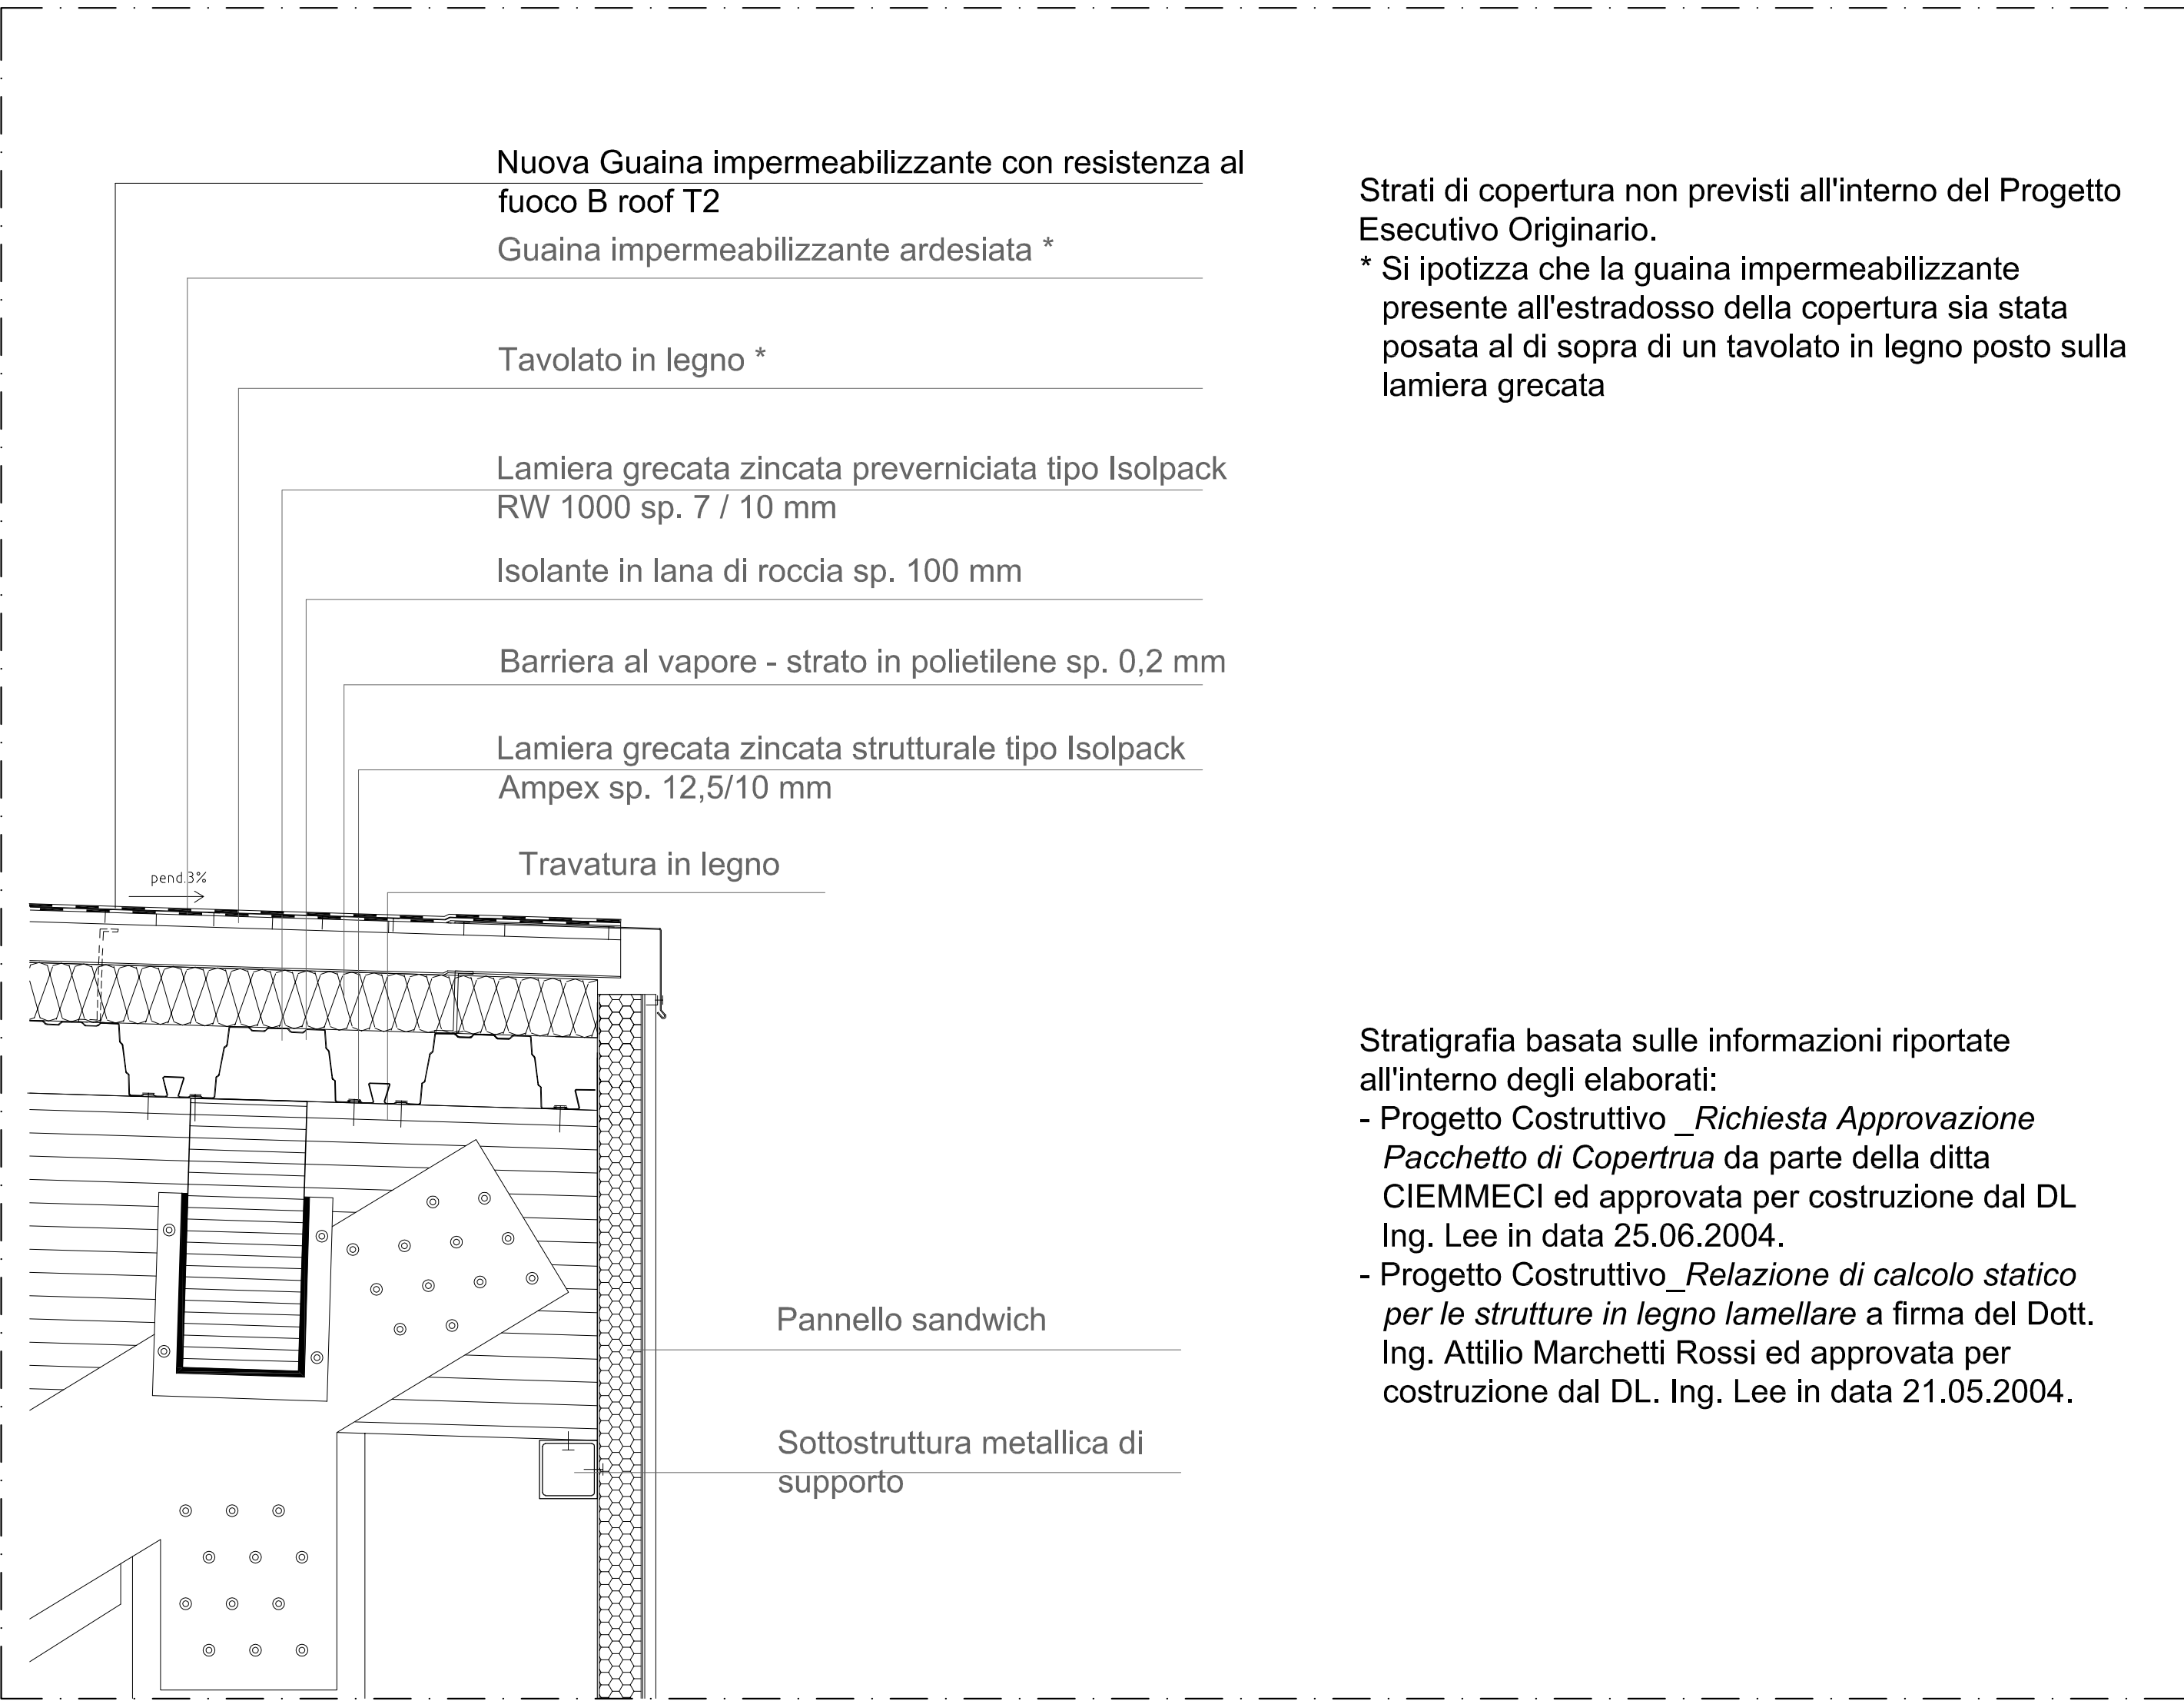 Nuova Guaina impermeabilizzante con resistenza al
fuoco B roof T2
Guaina impermeabilizzante ardesiata *
Tavolato in legno *
Lamiera grecata zincata preverniciata tipo Isolpack
RW 1000 sp. 7 / 10 mm
Isolante in lana di roccia sp. 100 mm
Barriera al vapore - strato in polietilene sp. 0,2 mm
Lamiera grecata zincata strutturale tipo Isolpack
Ampex sp. 12,5/10 mm
Travatura in legno
pend.3%
Pannello sandwich
Sottostruttura metallica di
supporto
Strati di copertura non previsti all'interno del Progetto
Esecutivo Originario.
* Si ipotizza che la guaina impermeabilizzante
presente all'estradosso della copertura sia stata
posata al di sopra di un tavolato in legno posto sulla
lamiera grecata
Stratigrafia basata sulle informazioni riportate
all'interno degli elaborati:
- Progetto Costruttivo _Richiesta Approvazione
Pacchetto di Copertrua da parte della ditta
CIEMMECI ed approvata per costruzione dal DL
Ing. Lee in data 25.06.2004.
- Progetto Costruttivo_Relazione di calcolo statico
per le strutture in legno lamellare a firma del Dott.
Ing. Attilio Marchetti Rossi ed approvata per
costruzione dal DL. Ing. Lee in data 21.05.2004.